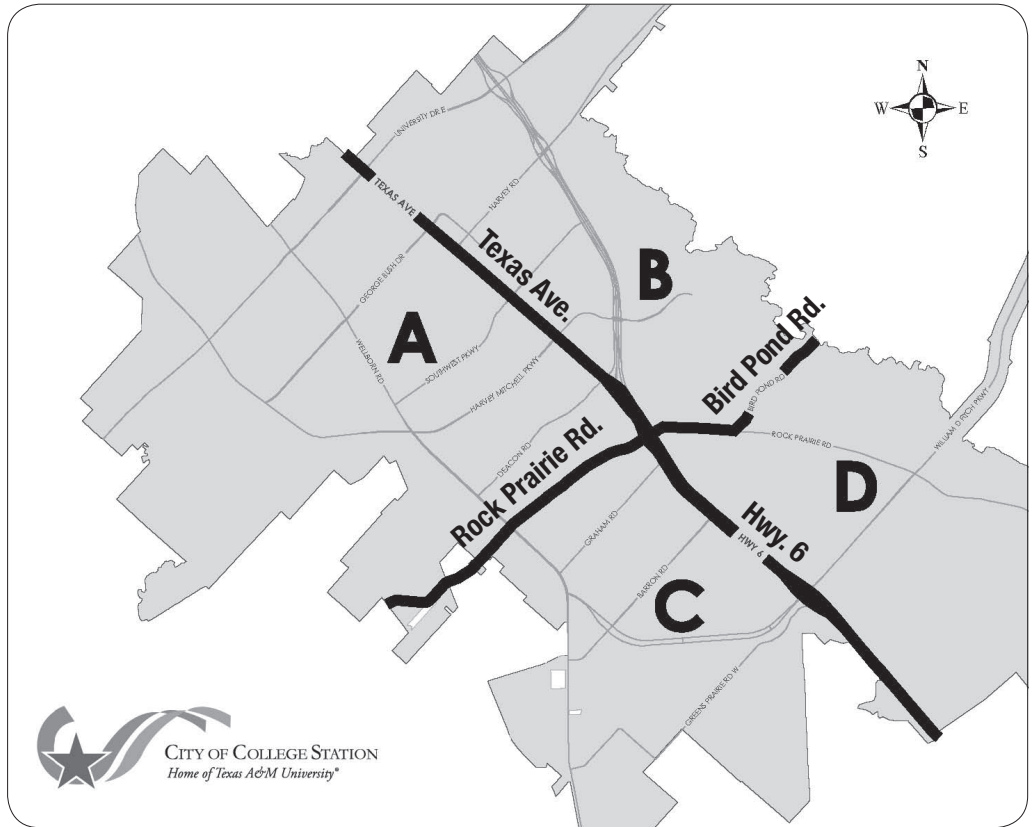 N
W
E
S
UNIVERSITY DR E
TEXAS AVE
HARVEY RD
Texas Ave.
B
GEORGE BUSH DR
A
WELLBORN RD
SOUTHWEST PKWY
HARVEY MITCHELL PKWY
Bird Pond Rd.
BIRD POND RD
WILLIAM D FITCH PKWY
ROCK PRAIRIE RD
DEACON RD
Rock Prairie Rd.
D
Hwy. 6
HWY 6
GRAHAM RD
BARRON RD
C
GREENS PRAIRIE RD W
CITY OF COLLEGE STATION
Home of Texas A&M University®